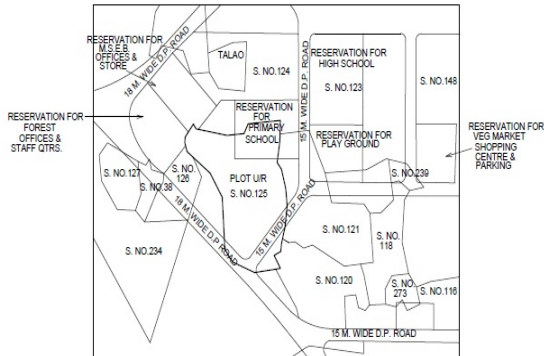 RESERVATION FOR
M.S.E.B.
OFFICES &
STORE
18 M. WIDE D.P. ROAD
TALAO
S. NO.124
RESERVATION FOR
HIGH SCHOOL
S. NO.123
S. NO.148
RESERVATION FOR
FOREST
OFFICES &
STAFF QTRS.
RESERVATION
FOR
PRIMARY
SCHOOL
15 M. WIDE D.P. ROAD
RESERVATION FOR
PLAY GROUND
RESERVATION FOR
VEG MARKET
SHOPPING
CENTRE &
PARKING
S. NO.127
S. NO.38
S. NO.
126
PLOT U/R
S. NO.125
S. NO.239
18 M. WIDE D.P. ROAD
15 M. WIDE D.P. ROAD
S. NO.234
S. NO.121
S. NO.
118
S. NO.120
S. NO.
273
S. NO.116
15 M. WIDE D.P. ROAD